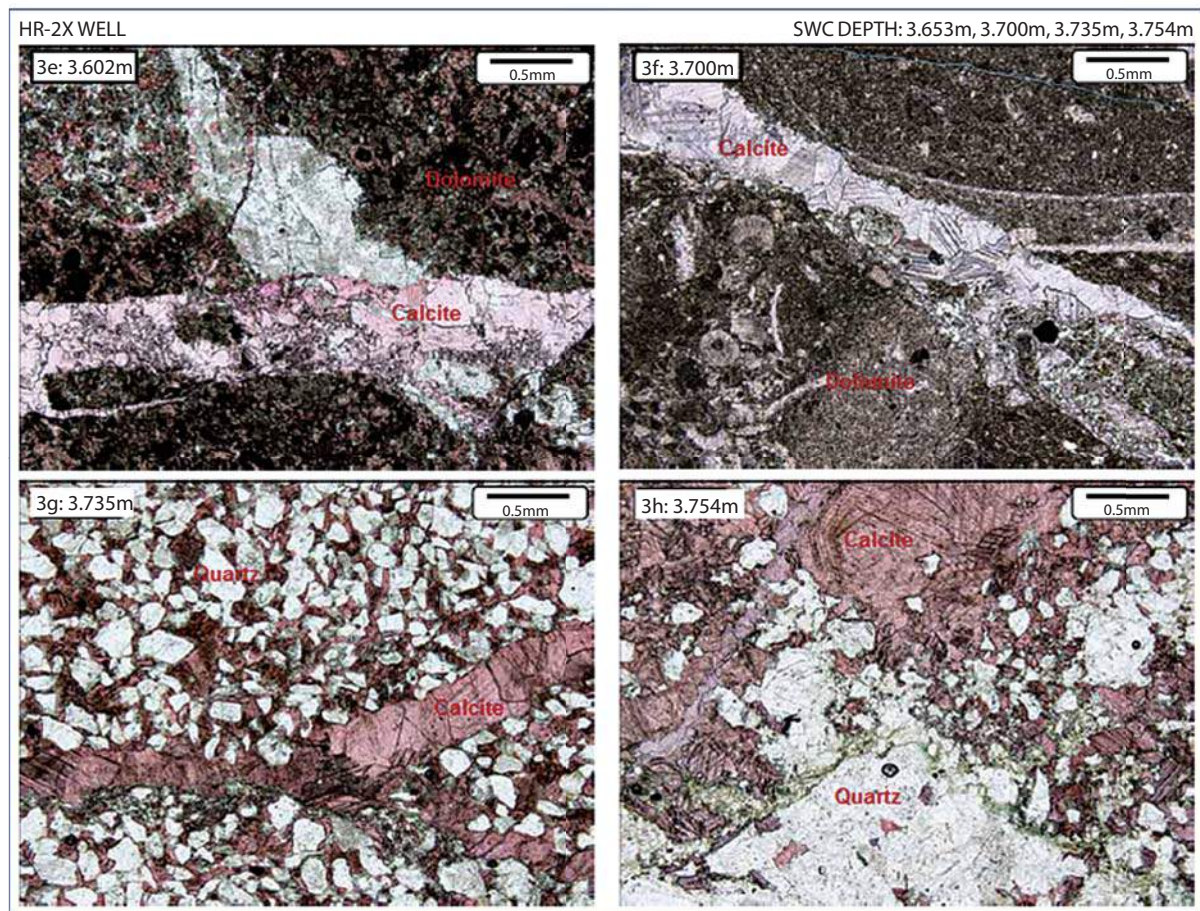 HR-2X WELL
SWC DEPTH: 3.653m, 3.700m, 3.735m, 3.754m
3e: 3.602m
0.5mm
Dolomite
Calcite
3f: 3.700m
0.5mm
Calcite
Dolomite
3g: 3.735m
0.5mm
Quartz
Calcite
3h: 3.754m
0.5mm
Calcite
Quartz